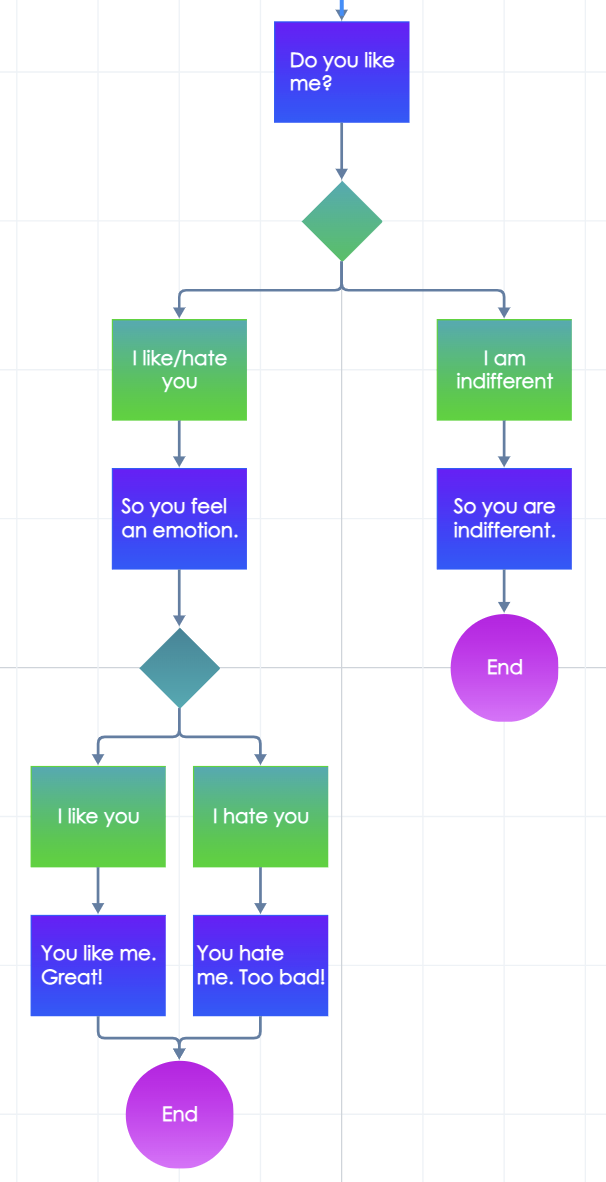 Do you like
me?
I like/hate
you
I am
indifferent
So you feel
an emotion.
So you are
indifferent.
End
I like you
I hate you
You like me.
Great!
You hate
me. Too bad!
End